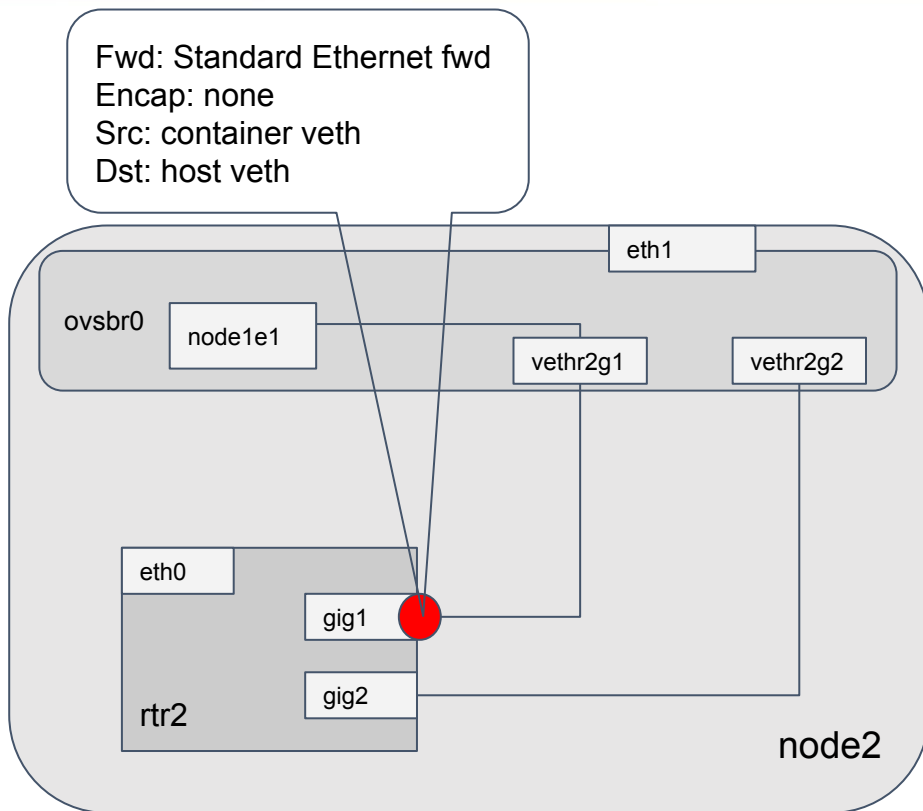 Fwd: Standard Ethernet fwd
Encap: none
Src: container veth
Dst: host veth
eth1
ovsbr0
node1e1
vethr2g1
vethr2g2
eth0
gig1
gig2
rtr2
node2